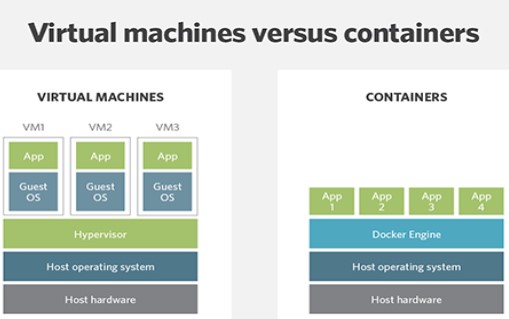 Virtual machines versus containers
VIRTUAL MACHINES
VM1 VM2 VM3
App App App
Guest Guest Guest
OS OS OS
Hypervisor
Host operating system
Host hardware
CONTAINERS
App App App App
1 2 3 4
Docker Engine
Host operating system
Host hardware